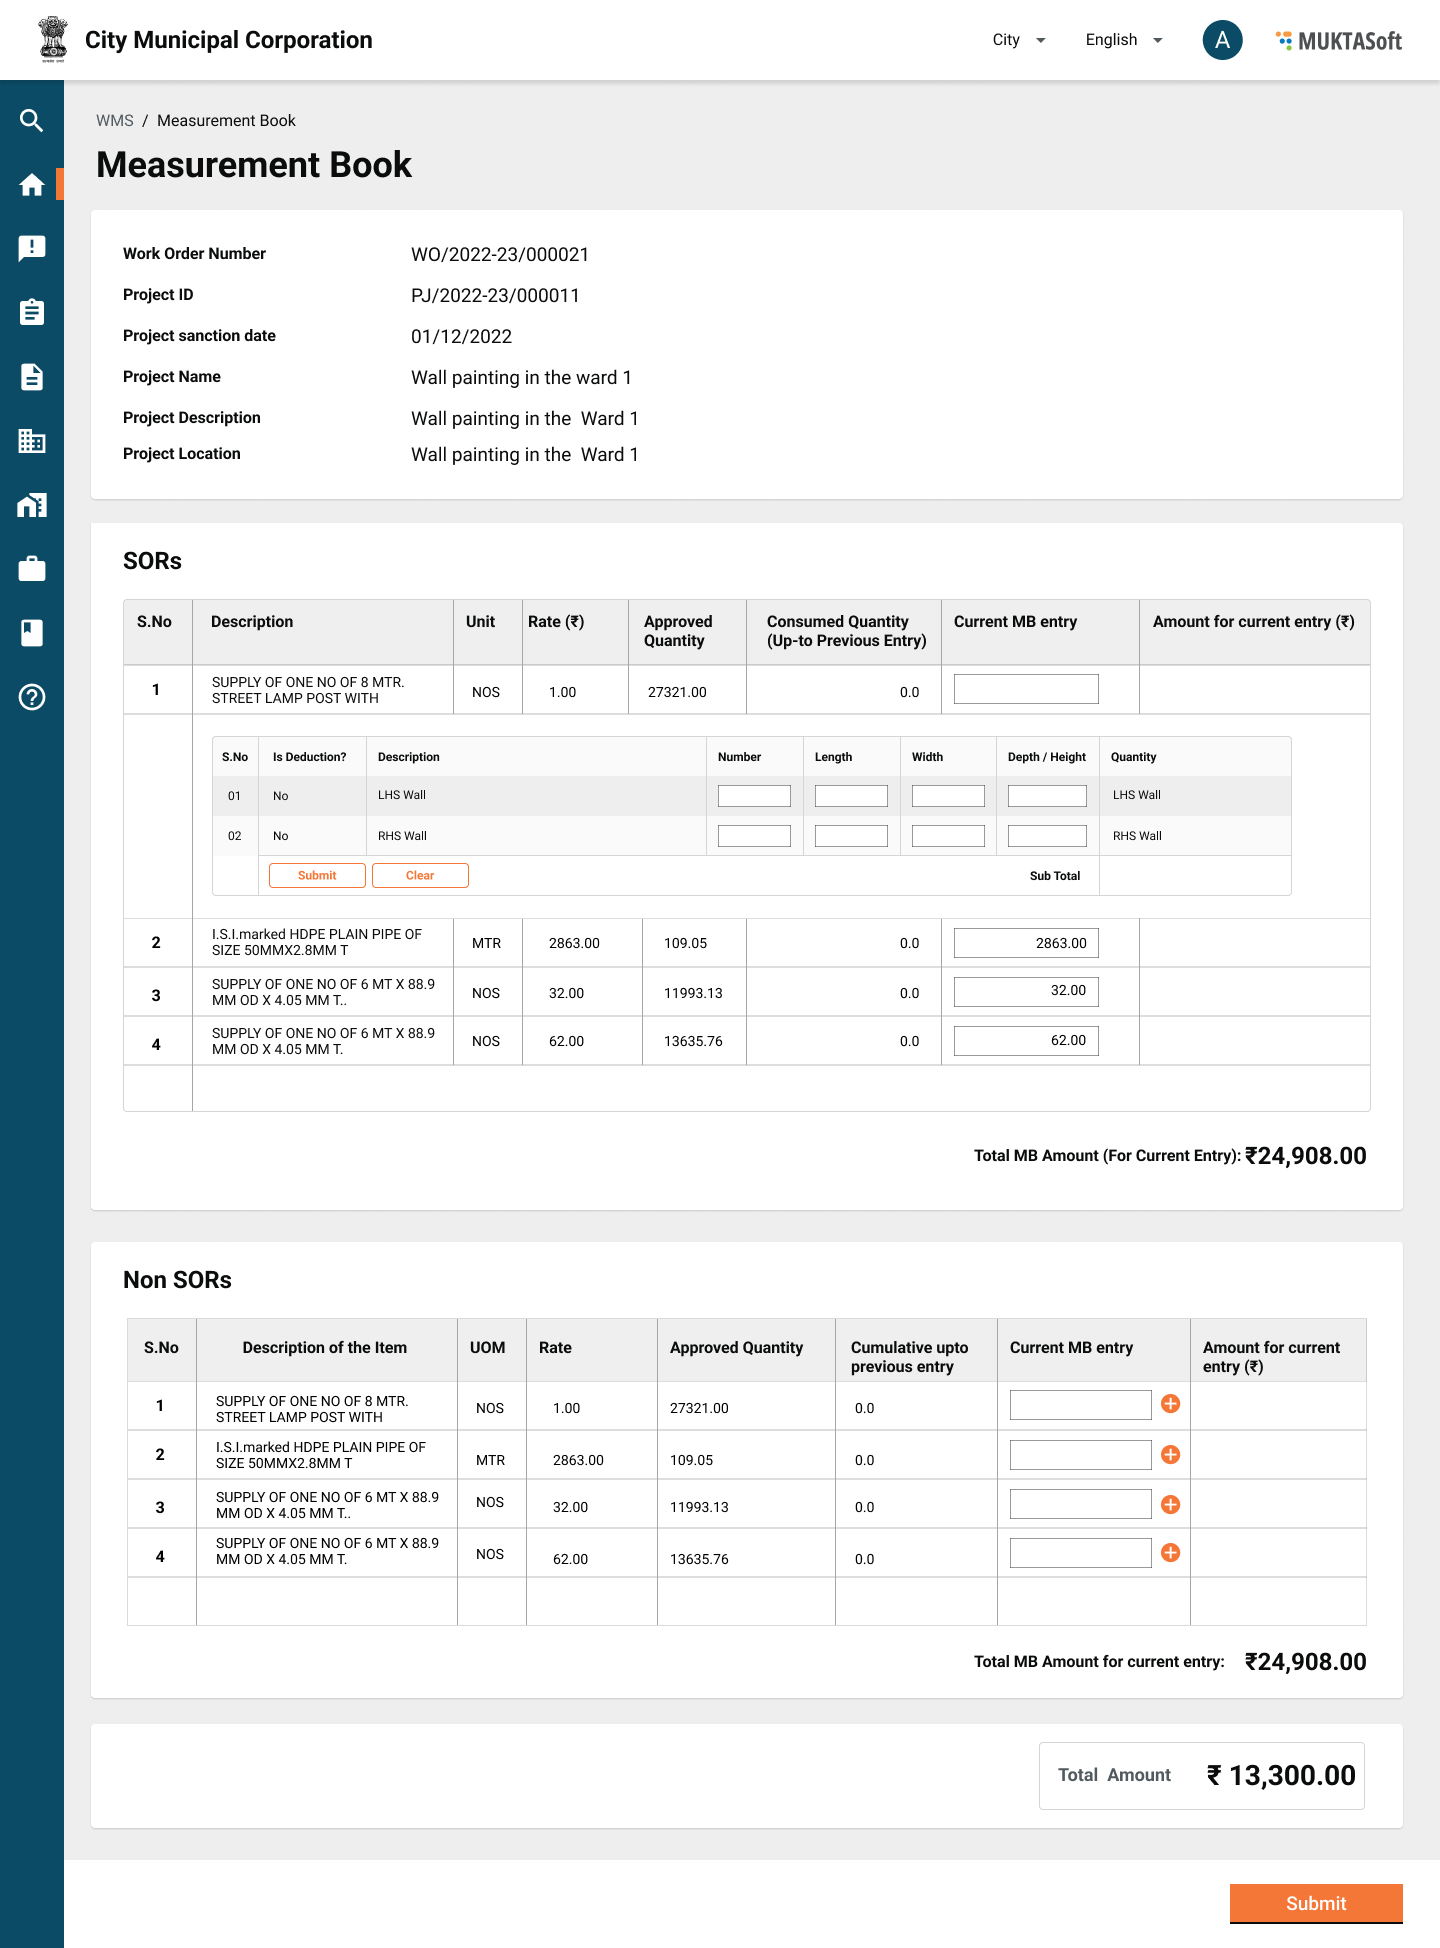 City Municipal Corporation
City
English
A
MUKTASoft
WMS / Measurement Book
Measurement Book
Work Order Number WO/2022-23/000021
Project ID PJ/2022-23/000011
Project sanction date 01/12/2022
Project Name Wall painting in the ward 1
Project Description Wall painting in the Ward 1
Project Location Wall painting in the Ward 1
SORs
S.No Description Unit Rate (₹) Approved Quantity Consumed Quantity (Up-to Previous Entry) Current MB entry Amount for current entry (₹)
1 SUPPLY OF ONE NO OF 8 MTR. STREET LAMP POST WITH NOS 1.00 27321.00 0.0
S.No Is Deduction? Description Number Length Width Depth / Height Quantity
01 No LHS Wall LHS Wall
02 No RHS Wall RHS Wall
Submit Clear Sub Total
2 I.S.I.marked HDPE PLAIN PIPE OF SIZE 50MMX2.8MM T MTR 2863.00 109.05 0.0 2863.00
3 SUPPLY OF ONE NO OF 6 MT X 88.9 MM OD X 4.05 MM T.. NOS 32.00 11993.13 0.0 32.00
4 SUPPLY OF ONE NO OF 6 MT X 88.9 MM OD X 4.05 MM T. NOS 62.00 13635.76 0.0 62.00
Total MB Amount (For Current Entry): ₹24,908.00
Non SORs
S.No Description of the Item UOM Rate Approved Quantity Cumulative upto previous entry Current MB entry Amount for current entry (₹)
1 SUPPLY OF ONE NO OF 8 MTR. STREET LAMP POST WITH NOS 1.00 27321.00 0.0
2 I.S.I.marked HDPE PLAIN PIPE OF SIZE 50MMX2.8MM T MTR 2863.00 109.05 0.0
3 SUPPLY OF ONE NO OF 6 MT X 88.9 MM OD X 4.05 MM T.. NOS 32.00 11993.13 0.0
4 SUPPLY OF ONE NO OF 6 MT X 88.9 MM OD X 4.05 MM T. NOS 62.00 13635.76 0.0
Total MB Amount for current entry: ₹24,908.00
Total Amount ₹ 13,300.00
Submit